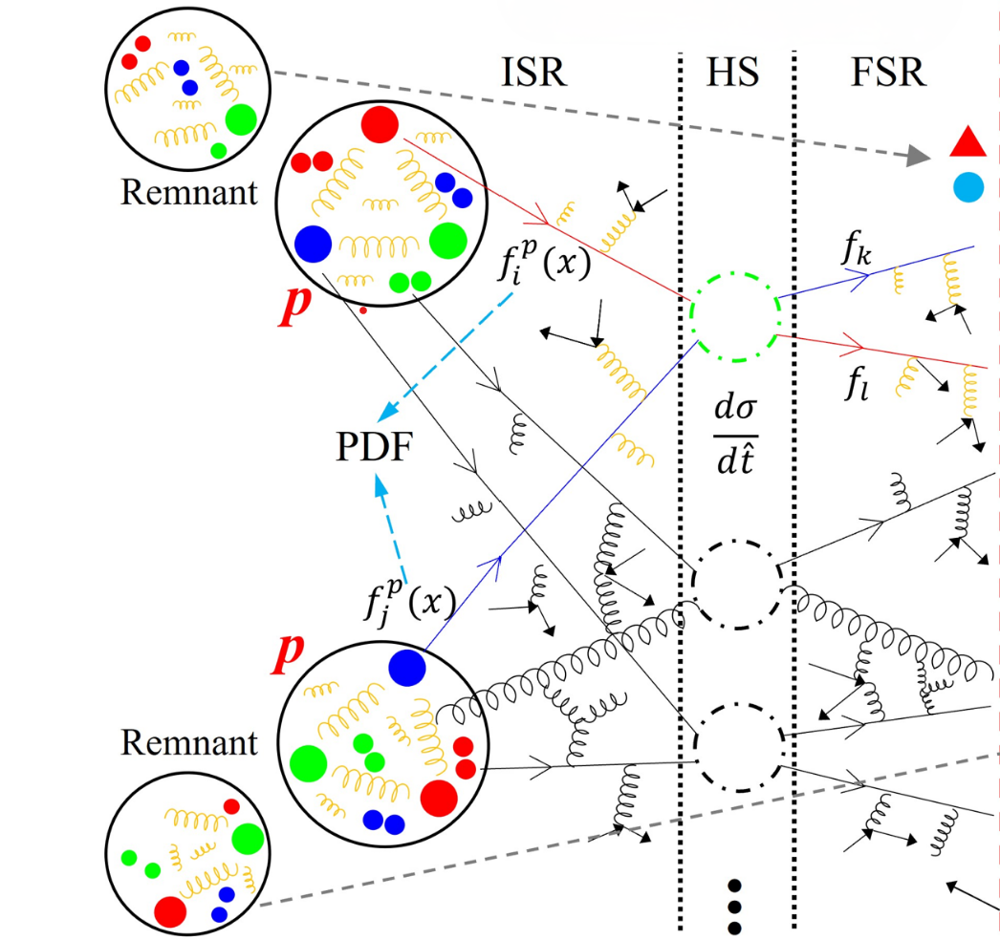 ISR HS FSR
Remnant
f_i^p(x)
f_k
p
f_l
dσ
dt̂
PDF
f_j^p(x)
p
Remnant